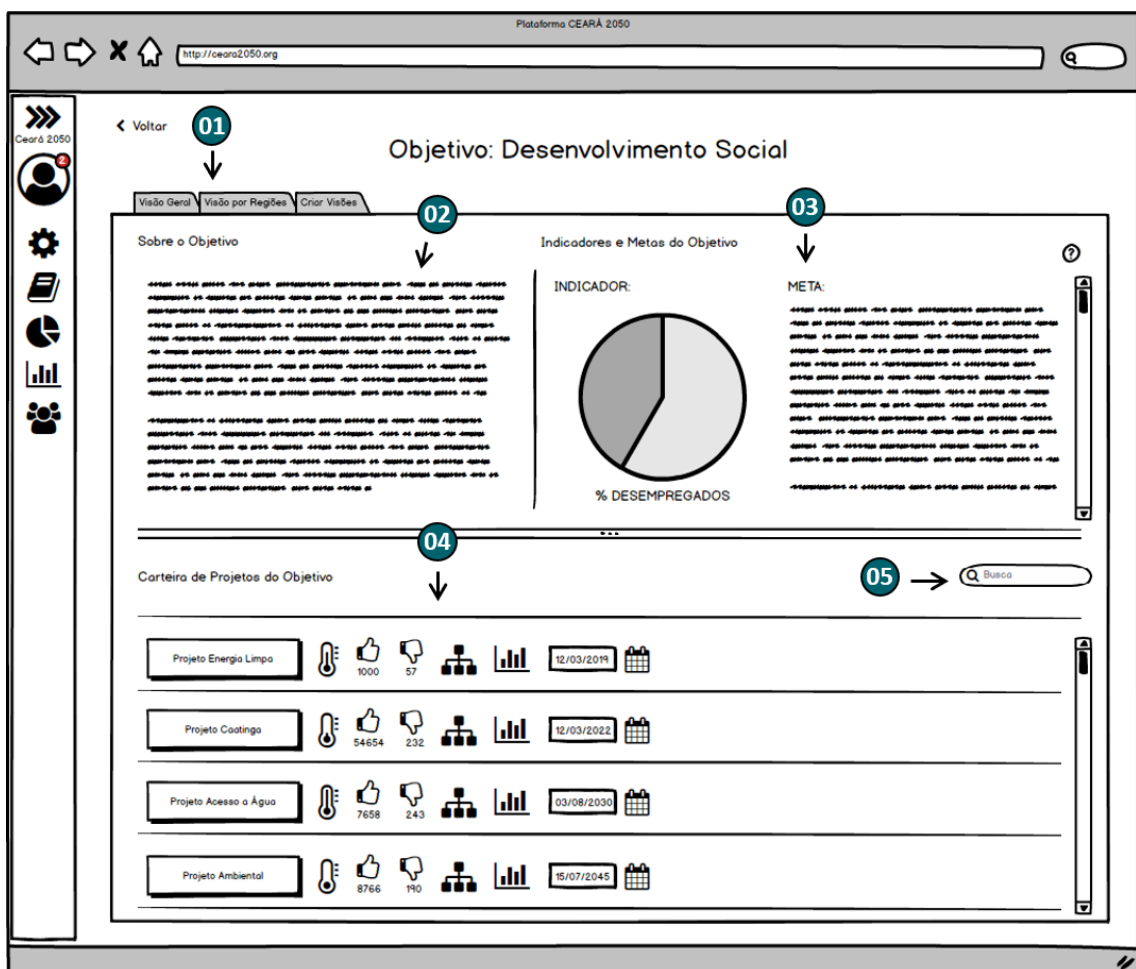 Plataforma CEARÁ 2050
http://ceara2050.org
Ceará 2050
2
Voltar
01
Objetivo: Desenvolvimento Social
Visão Geral
Visão por Regiões
Criar Visões
02
03
Sobre o Objetivo
Indicadores e Metas do Objetivo
?
INDICADOR:
META:
% DESEMPREGADOS
04
Carteira de Projetos do Objetivo
05
Busca
Projeto Energia Limpa
1000
57
12/03/2019
Projeto Caatinga
54654
232
12/03/2022
Projeto Acesso a Água
7658
243
03/08/2030
Projeto Ambiental
8766
190
15/07/2045